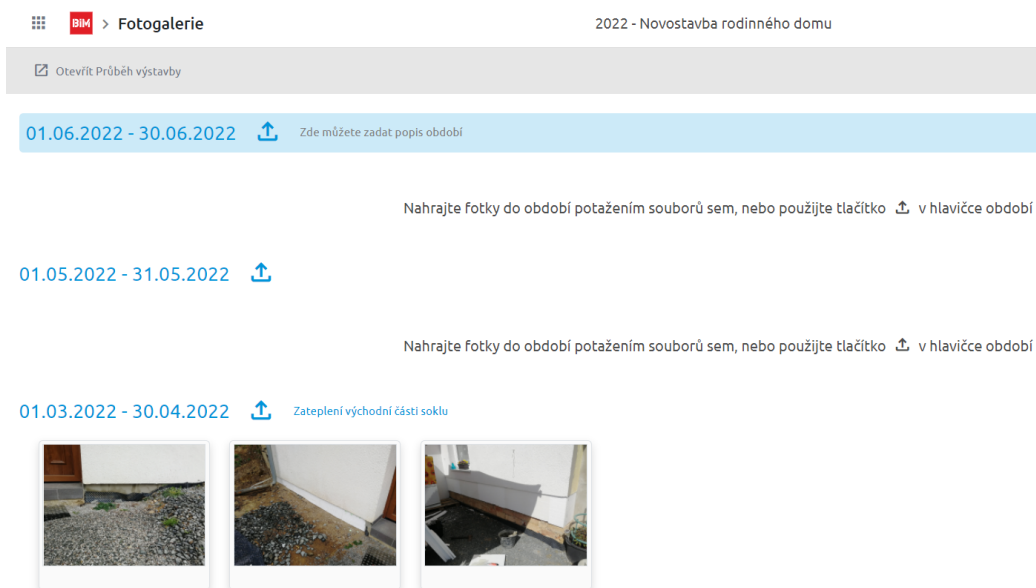 BIM > Fotogalerie
2022 - Novostavba rodinného domu
Otevřít Průběh výstavby
01.06.2022 - 30.06.2022 Zde můžete zadat popis období
Nahrajte fotky do období potažením souborů sem, nebo použijte tlačítko v hlavičce období
01.05.2022 - 31.05.2022
Nahrajte fotky do období potažením souborů sem, nebo použijte tlačítko v hlavičce období
01.03.2022 - 30.04.2022 Zateplení východní části soklu